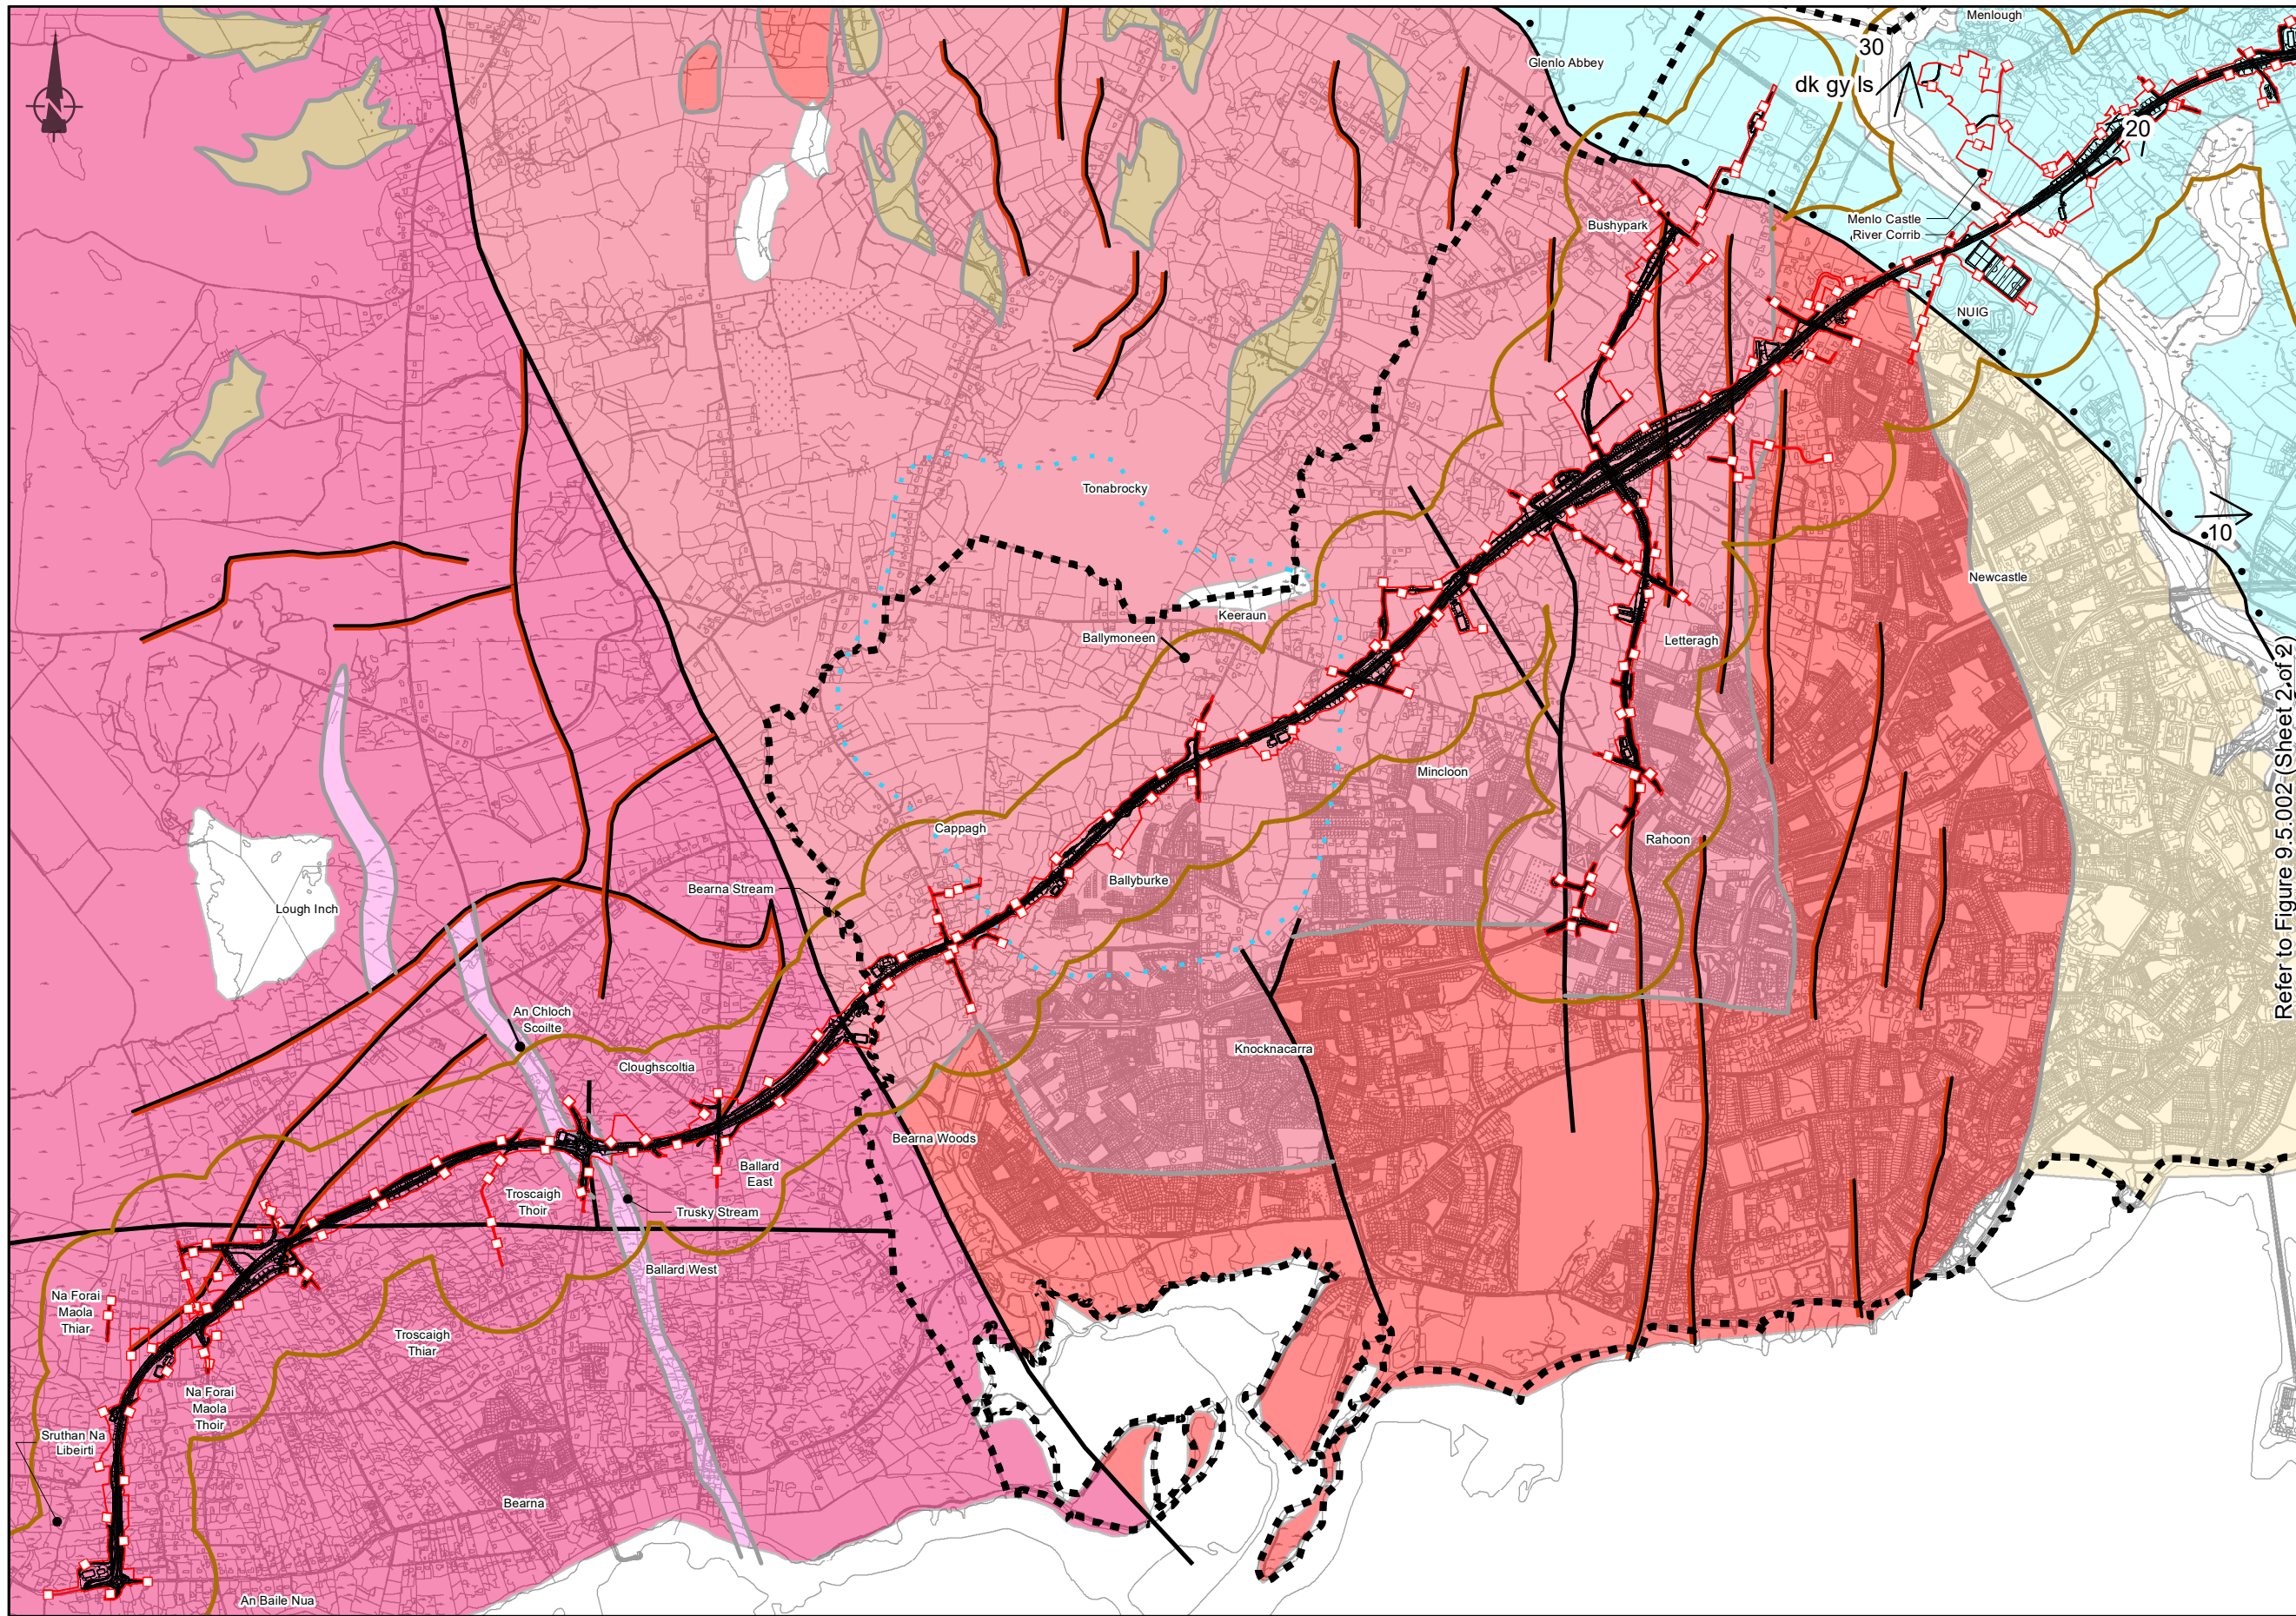 Menlough
30
Glenlo Abbey
dk gy ls
20
N
Menlo Castle
River Corrib
Bushypark
NUIG
Tonabrocky
10
Newcastle
Keeraun
Ballymoneen
Letteragh
Mincloon
Cappagh
Rahoon
Ballyburke
Bearna Stream
Lough Inch
An Chloch
Scoilte
Knocknacarra
Cloughscoltia
Bearna Woods
Ballard
East
Troscaigh
Thoir
Trusky Stream
Ballard West
Na Forai
Maola
Thiar
Troscaigh
Thiar
Na Forai
Maola
Thoir
Sruthan Na
Libeirti
Bearna
An Baile Nua
Refer to Figure 9.5.002 (Sheet 2 of 2)